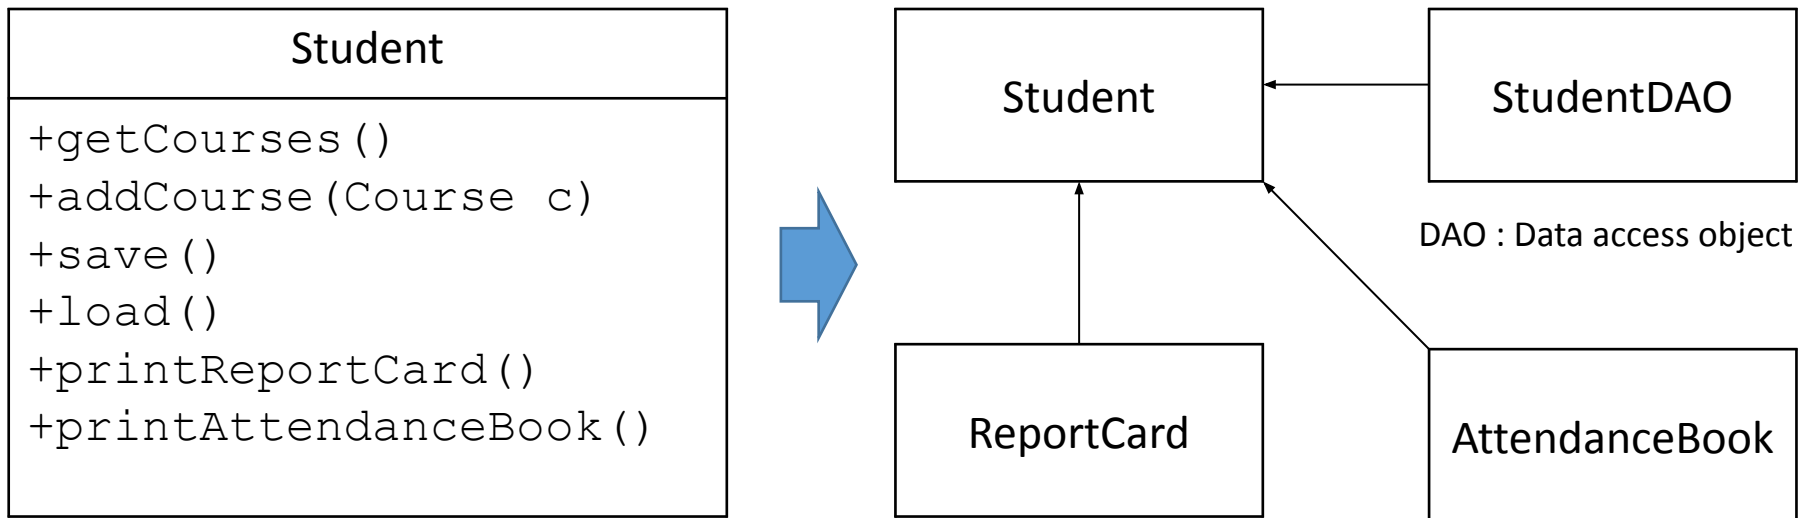 Student
+getCourses()
+addCourse(Course c)
+save()
+load()
+printReportCard()
+printAttendanceBook()
Student
StudentDAO
DAO : Data access object
ReportCard
AttendanceBook